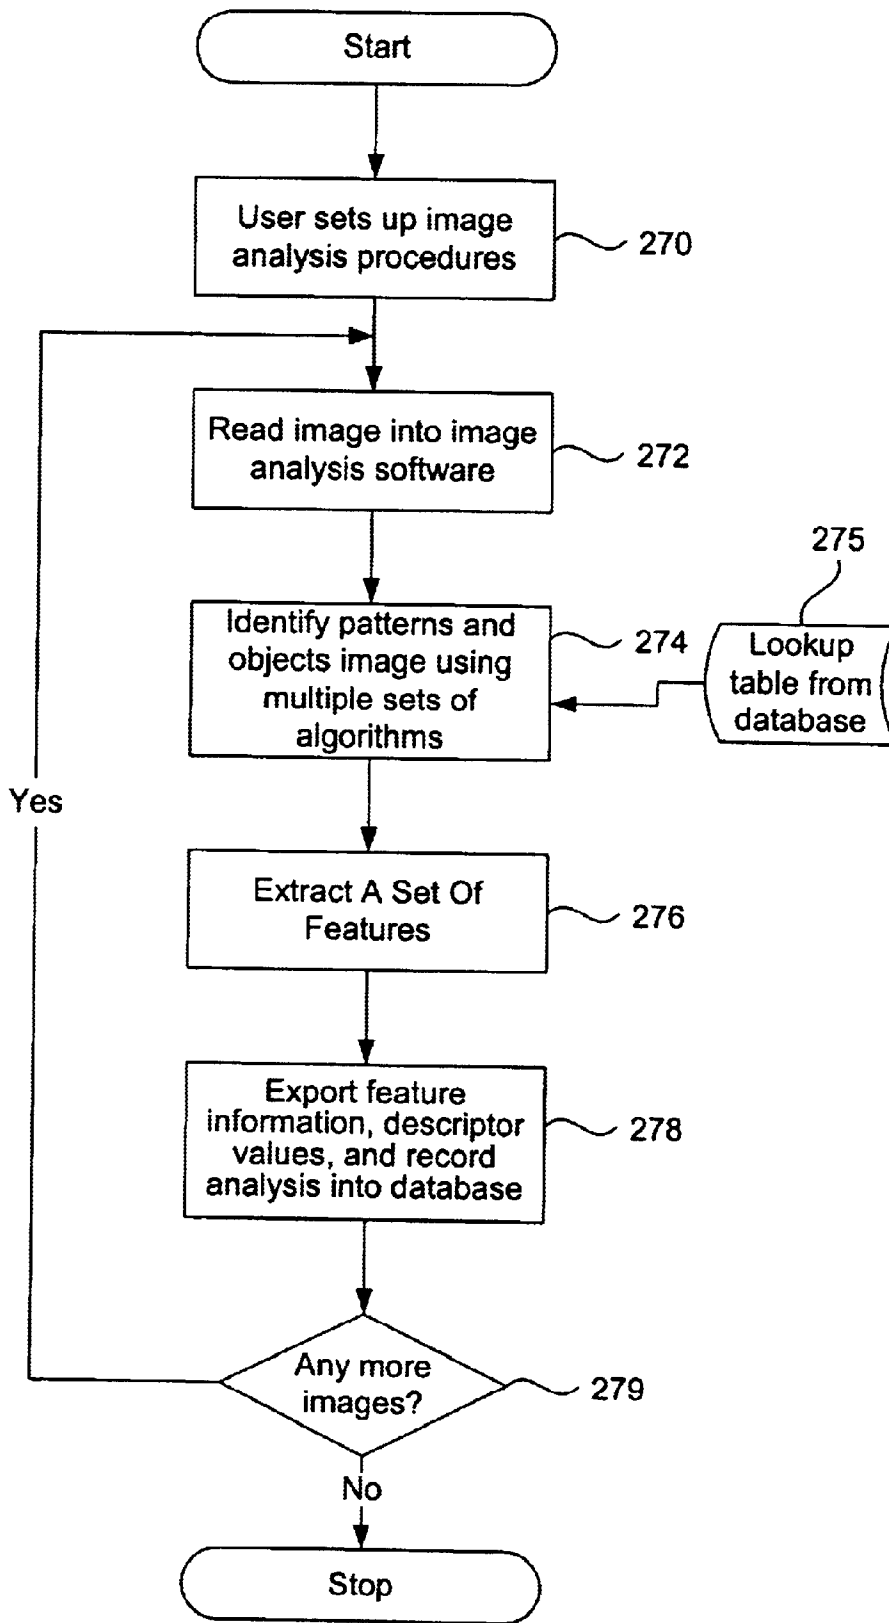 Start
User sets up image
analysis procedures
270
Read image into image
analysis software
272
275
Identify patterns and
objects image using
multiple sets of
algorithms
274
Lookup
table from
database
Yes
Extract A Set Of
Features
276
Export feature
information, descriptor
values, and record
analysis into database
278
Any more
images?
279
No
Stop